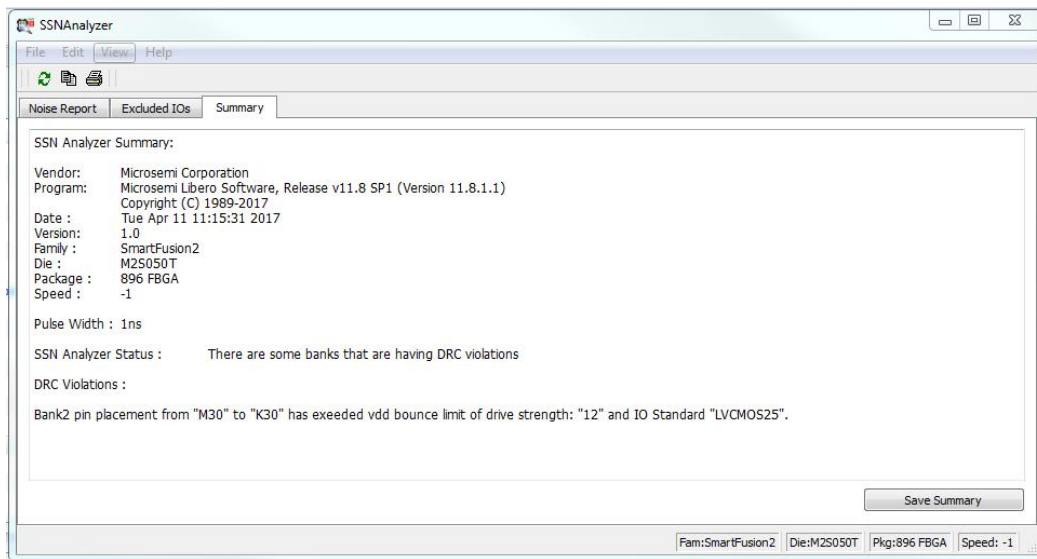 SSNAnalyzer
File Edit View Help
Noise Report Excluded IOs Summary
SSN Analyzer Summary:
Vendor: Microsemi Corporation
Program: Microsemi Libero Software, Release v11.8 SP1 (Version 11.8.1.1)
Copyright (C) 1989-2017
Date : Tue Apr 11 11:15:31 2017
Version: 1.0
Family : SmartFusion2
Die : M2S050T
Package : 896 FBGA
Speed : -1
Pulse Width : 1ns
SSN Analyzer Status : There are some banks that are having DRC violations
DRC Violations :
Bank2 pin placement from "M30" to "K30" has exeeded vdd bounce limit of drive strength: "12" and IO Standard "LVCMOS25".
Save Summary
Fam:SmartFusion2 Die:M2S050T Pkg:896 FBGA Speed: -1